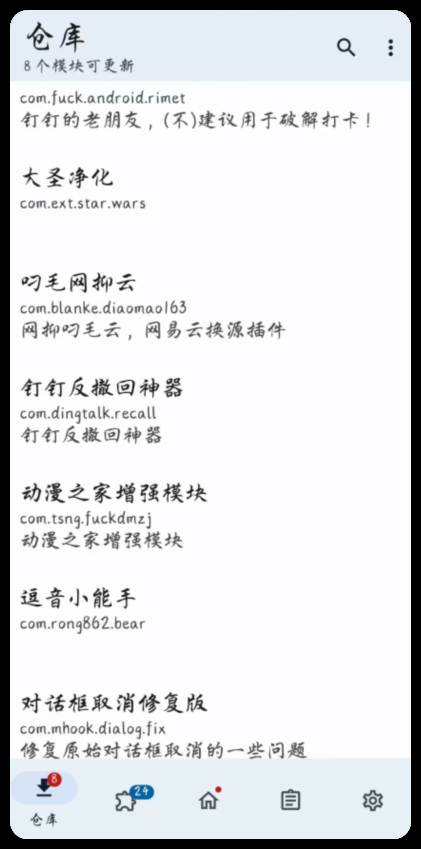 仓库
8个模块可更新
com.fuck.android.rimet
钉钉的老朋友，(不)建议用于破解打卡！
大圣净化
com.ext.star.wars
叼毛网抑云
com.blanke.diaomao163
网抑叼毛云，网易云换源插件
钉钉反撤回神器
com.dingtalk.recall
钉钉反撤回神器
动漫之家增强模块
com.tsng.fuckdmzj
动漫之家增强模块
逗音小能手
com.rong862.bear
对话框取消修复版
com.mhook.dialog.fix
修复原始对话框取消的一些问题
8
24
仓库